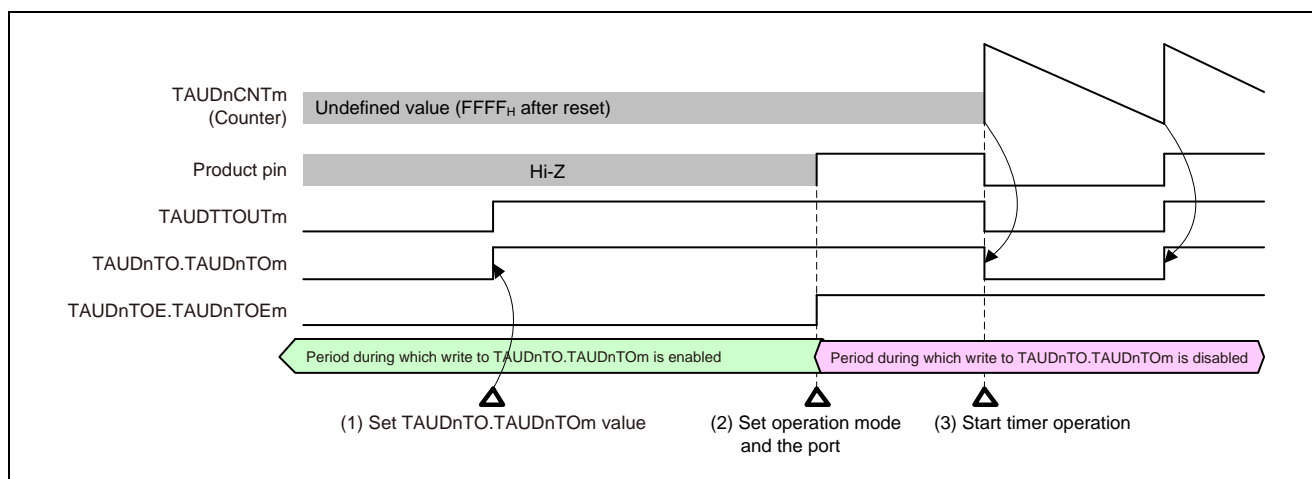 TAUDnCNTm
(Counter)
Undefined value (FFFFH after reset)
Product pin
Hi-Z
TAUDTTOUTm
TAUDnTO.TAUDnTOm
TAUDnTOE.TAUDnTOEm
Period during which write to TAUDnTO.TAUDnTOm is enabled
Period during which write to TAUDnTO.TAUDnTOm is disabled
(1) Set TAUDnTO.TAUDnTOm value
(2) Set operation mode
and the port
(3) Start timer operation